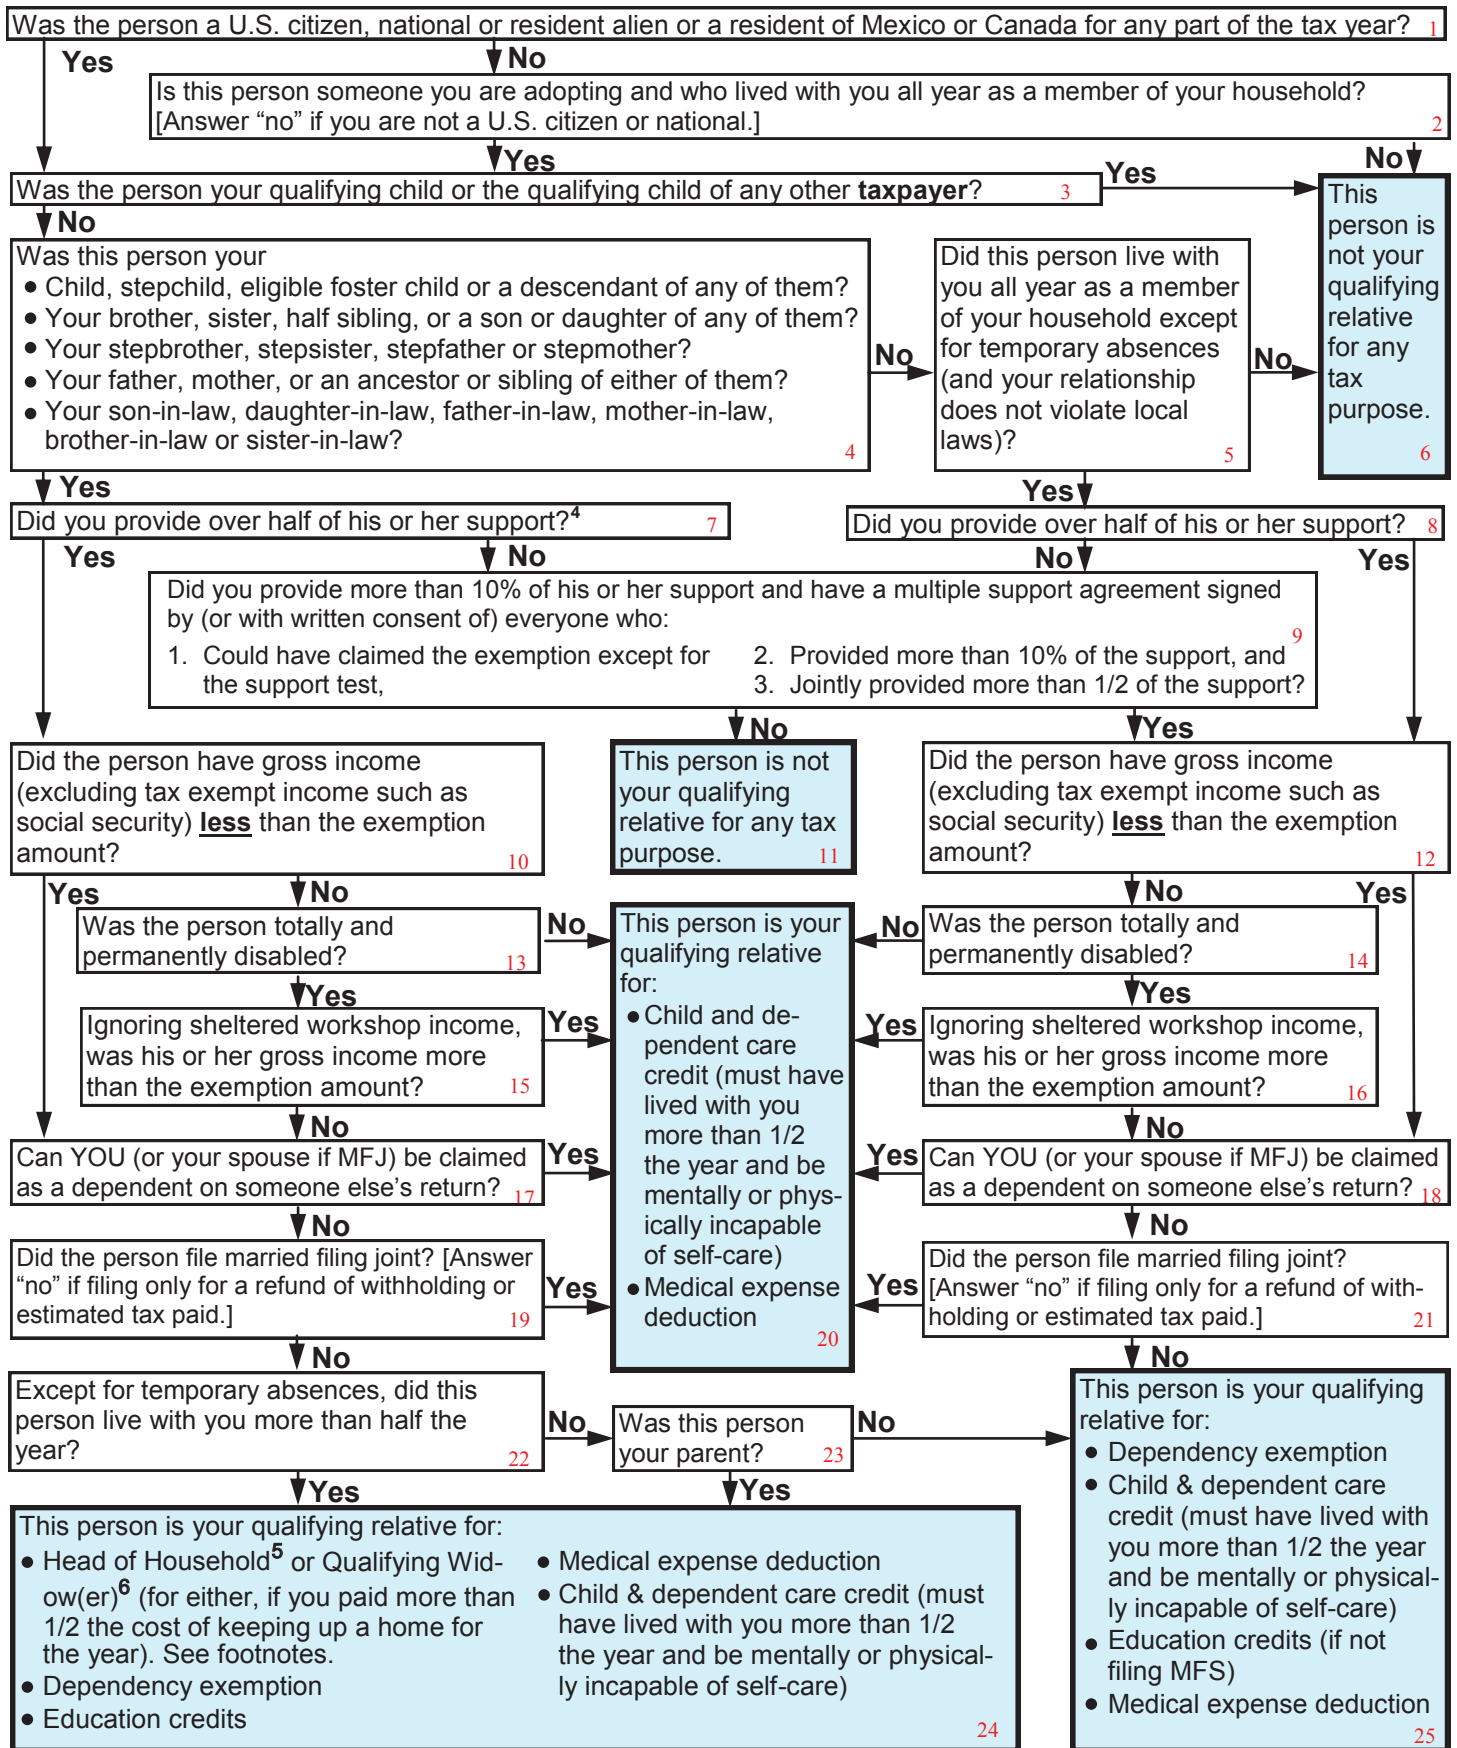 Was the person a U.S. citizen, national or resident alien or a resident of Mexico or Canada for any part of the tax year? 1
Yes
No
Is this person someone you are adopting and who lived with you all year as a member of your household?
[Answer “no” if you are not a U.S. citizen or national.] 2
Yes
No
Was the person your qualifying child or the qualifying child of any other taxpayer? 3
Yes
No
This
person is
not your
qualifying
relative
for any
tax
purpose.
6
Was this person your
• Child, stepchild, eligible foster child or a descendant of any of them?
• Your brother, sister, half sibling, or a son or daughter of any of them?
• Your stepbrother, stepsister, stepfather or stepmother?
• Your father, mother, or an ancestor or sibling of either of them?
• Your son-in-law, daughter-in-law, father-in-law, mother-in-law,
brother-in-law or sister-in-law? 4
No
Did this person live with
you all year as a member
of your household except
for temporary absences
(and your relationship
does not violate local
laws)? 5
No
Yes
Yes
Did you provide over half of his or her support?4 7
Did you provide over half of his or her support? 8
Yes
No
No
Yes
Did you provide more than 10% of his or her support and have a multiple support agreement signed
by (or with written consent of) everyone who: 9
1. Could have claimed the exemption except for
the support test,
2. Provided more than 10% of the support, and
3. Jointly provided more than 1/2 of the support?
No
Yes
Did the person have gross income
(excluding tax exempt income such as
social security) less than the exemption
amount? 10
This person is not
your qualifying
relative for any tax
purpose. 11
Did the person have gross income
(excluding tax exempt income such as
social security) less than the exemption
amount? 12
Yes
No
No
Yes
Was the person totally and
permanently disabled? 13
No
This person is your
qualifying relative
for:
• Child and de-
pendent care
credit (must have
lived with you
more than 1/2
the year and be
mentally or phys-
ically incapable
of self-care)
• Medical expense
deduction
20
No
Was the person totally and
permanently disabled? 14
Yes
Yes
Ignoring sheltered workshop income,
was his or her gross income more
than the exemption amount? 15
Yes
Yes
Ignoring sheltered workshop income,
was his or her gross income more
than the exemption amount? 16
No
No
Can YOU (or your spouse if MFJ) be claimed
as a dependent on someone else’s return? 17
Yes
Yes
Can YOU (or your spouse if MFJ) be claimed
as a dependent on someone else’s return? 18
No
No
Did the person file married filing joint? [Answer
“no” if filing only for a refund of withholding or
estimated tax paid.] 19
Yes
Yes
Did the person file married filing joint?
[Answer “no” if filing only for a refund of with-
holding or estimated tax paid.] 21
No
No
Except for temporary absences, did this
person live with you more than half the
year? 22
No
Was this person
your parent? 23
No
Yes
Yes
This person is your qualifying
relative for:
• Dependency exemption
• Child & dependent care
credit (must have lived with
you more than 1/2 the year
and be mentally or physical-
ly incapable of self-care)
• Education credits (if not
filing MFS)
• Medical expense deduction
25
This person is your qualifying relative for:
• Head of Household5 or Qualifying Wid-
ow(er)6 (for either, if you paid more than
1/2 the cost of keeping up a home for
the year). See footnotes.
• Dependency exemption
• Education credits
• Medical expense deduction
• Child & dependent care credit (must
have lived with you more than 1/2
the year and be mentally or physical-
ly incapable of self-care)
24